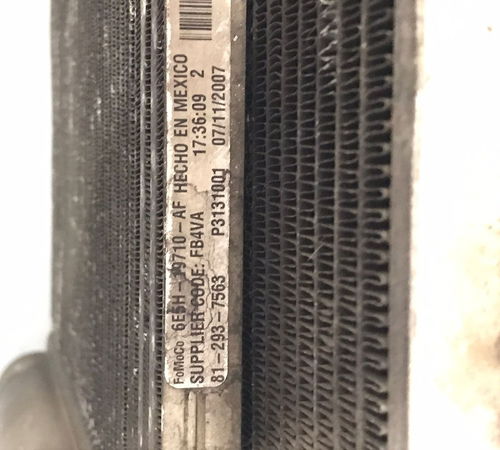 FoMoCo 6E5H-19710-AF HECHO EN MEXICO
SUPPLIER CODE: FB4VA 17:36:09 2
81-293-7563 P3131001 07/11/2007